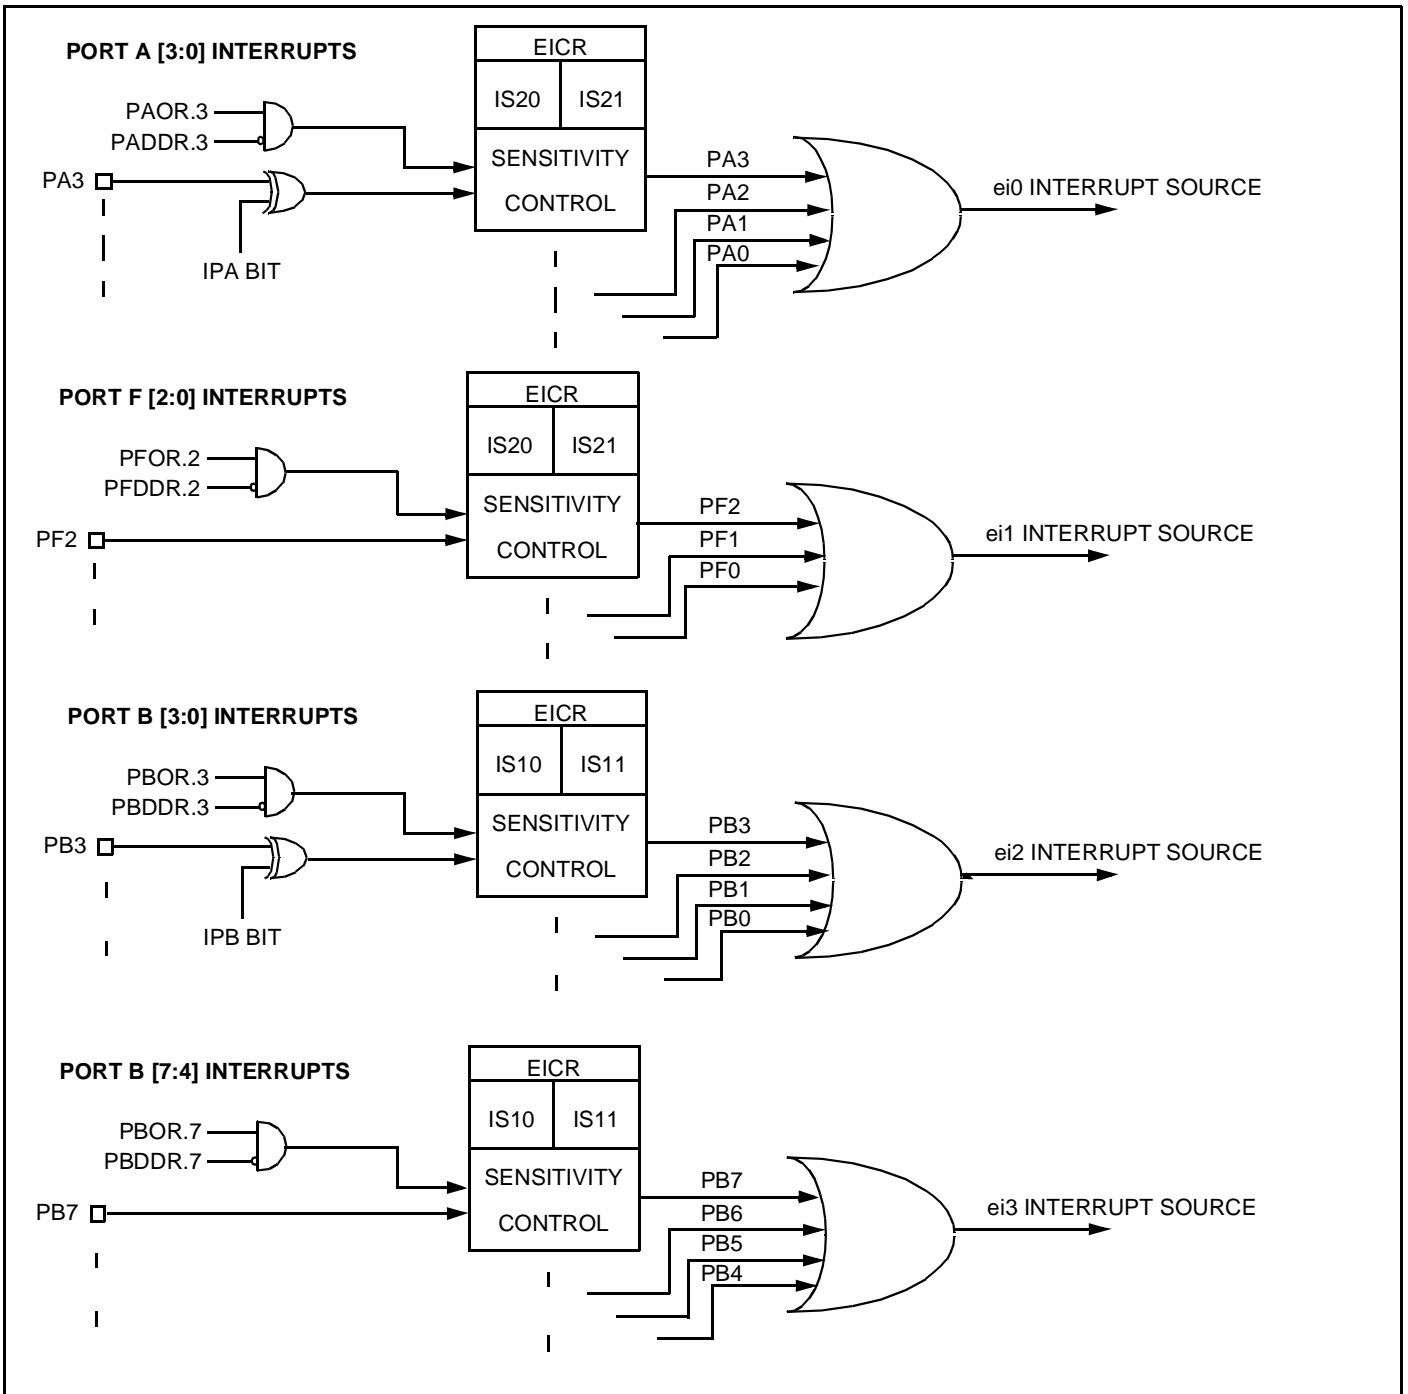 PORT A [3:0] INTERRUPTS
EICR
IS20 IS21
PAOR.3
PADDR.3
SENSITIVITY
CONTROL
PA3
IPA BIT
PA3
PA2
PA1
PA0
ei0 INTERRUPT SOURCE
PORT F [2:0] INTERRUPTS
EICR
IS20 IS21
PFOR.2
PFDDR.2
SENSITIVITY
CONTROL
PF2
PF2
PF1
PF0
ei1 INTERRUPT SOURCE
PORT B [3:0] INTERRUPTS
EICR
IS10 IS11
PBOR.3
PBDDR.3
SENSITIVITY
CONTROL
PB3
IPB BIT
PB3
PB2
PB1
PB0
ei2 INTERRUPT SOURCE
PORT B [7:4] INTERRUPTS
EICR
IS10 IS11
PBOR.7
PBDDR.7
SENSITIVITY
CONTROL
PB7
PB7
PB6
PB5
PB4
ei3 INTERRUPT SOURCE